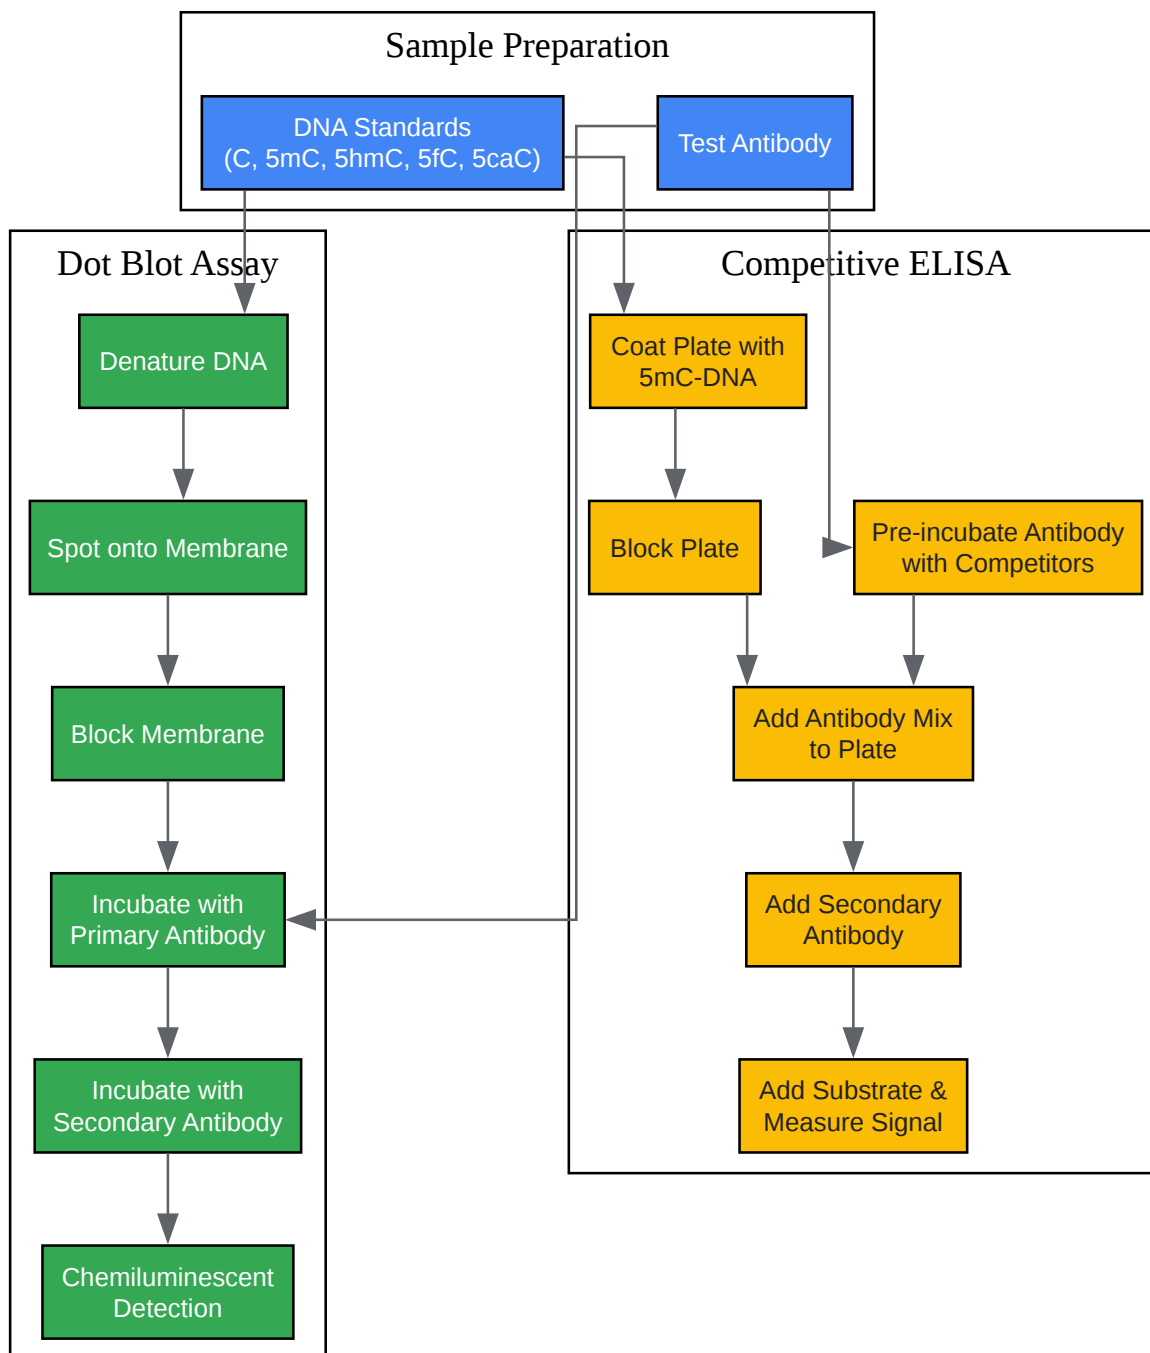 Sample Preparation
DNA Standards
(C, 5mC, 5hmC, 5fC, 5caC)
Test Antibody
Dot Blot Assay
Denature DNA
Spot onto Membrane
Block Membrane
Incubate with
Primary Antibody
Incubate with
Secondary Antibody
Chemiluminescent
Detection
Competitive ELISA
Coat Plate with
5mC-DNA
Block Plate
Pre-incubate Antibody
with Competitors
Add Antibody Mix
to Plate
Add Secondary
Antibody
Add Substrate &
Measure Signal